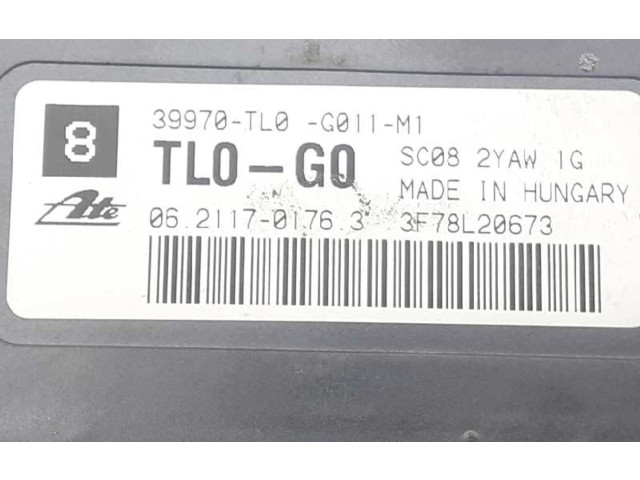 8
39970-TL0 -G011-M1
TL0-G0
SC08 2YAW 1G
MADE IN HUNGARY
Ate
06.2117-0176.3 3F78L20673